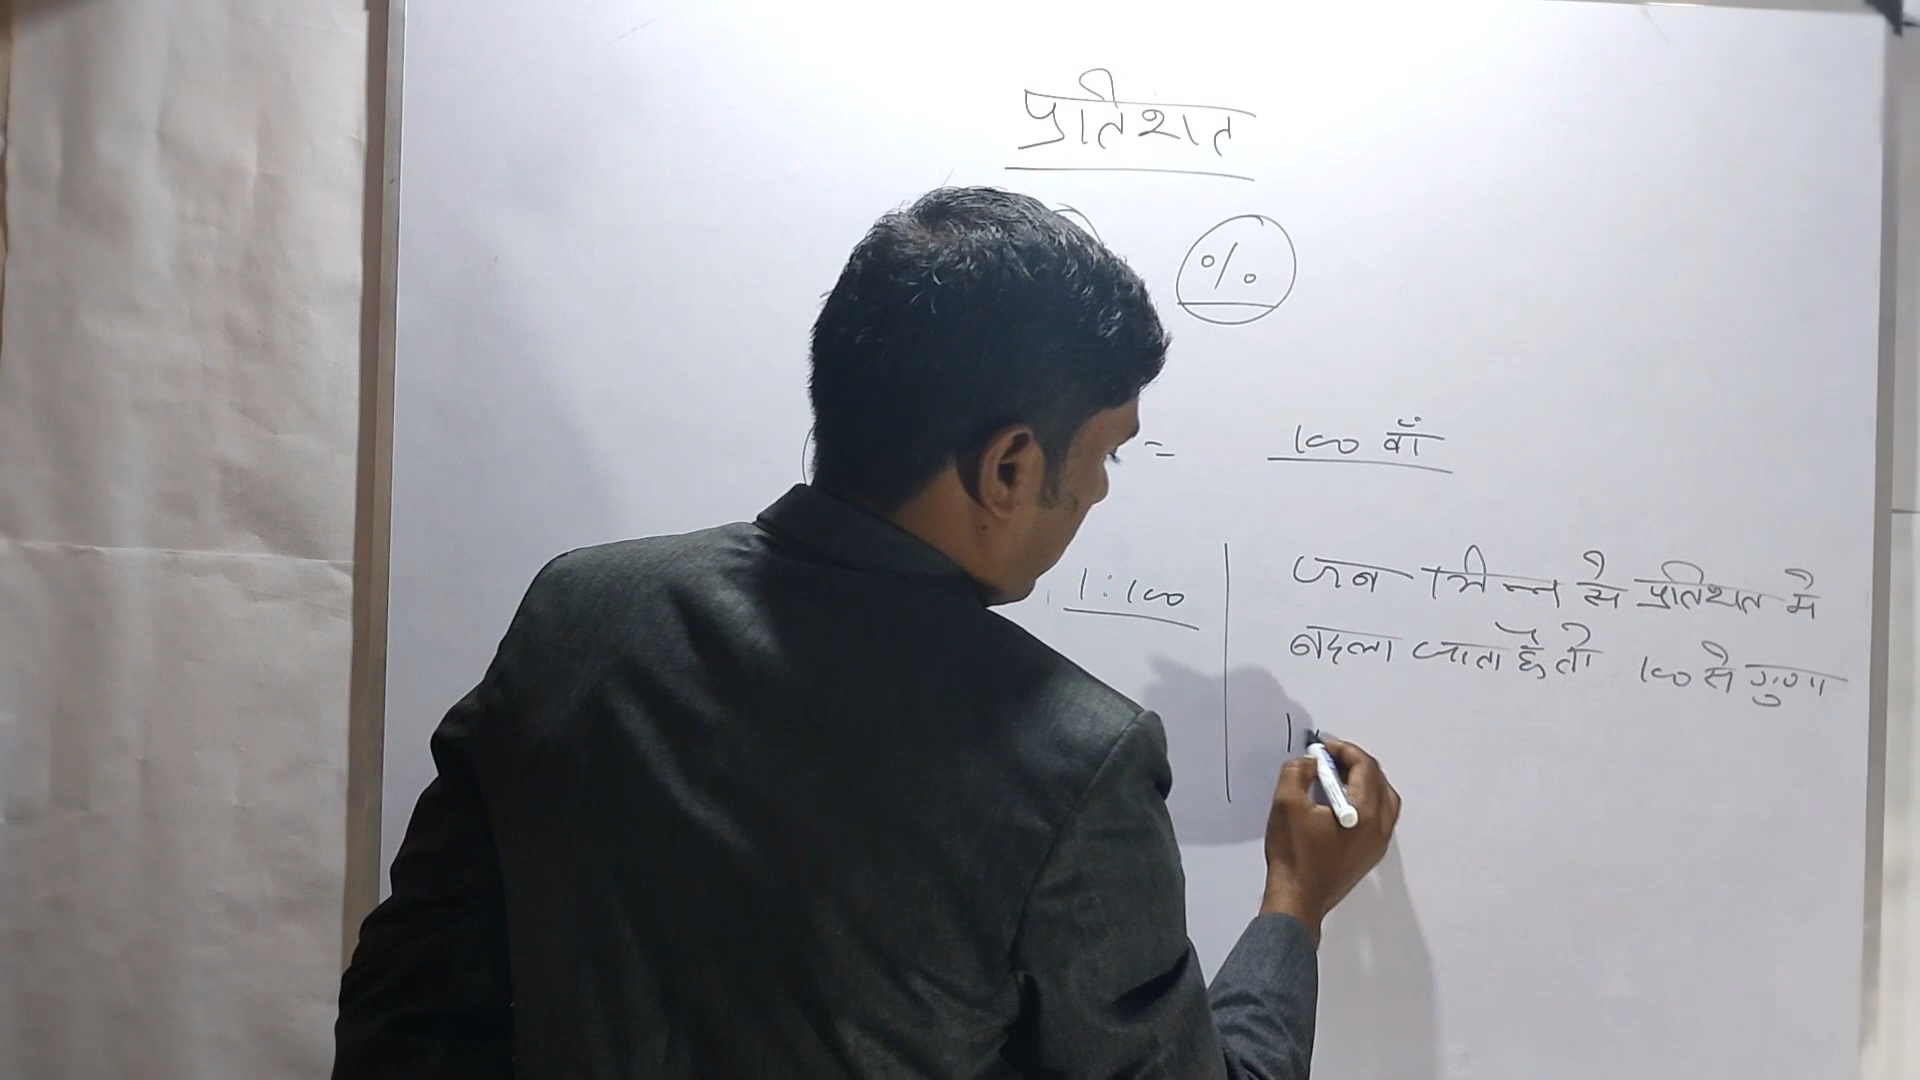 प्रतिशत
%
= 100 वाँ
1:100
जब भिन्न से प्रतिशत मे
बदला जाता है तो 100 से गुणा